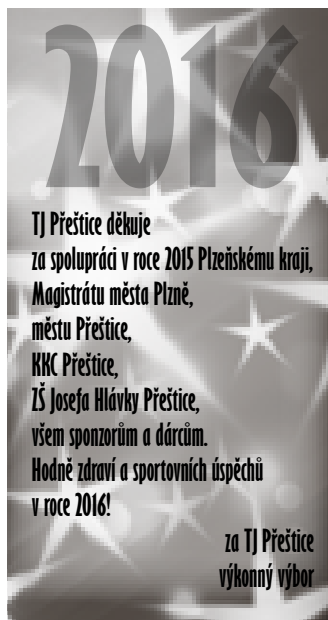 2016
TJ Přeštice děkuje
za spolupráci v roce 2015 Plzeňskému kraji,
Magistrátu města Plzně,
městu Přeštice,
KKC Přeštice,
ZŠ Josefa Hlávky Přeštice,
všem sponzorům a dárcům.
Hodně zdraví a sportovních úspěchů
v roce 2016!
za TJ Přeštice
výkonný výbor